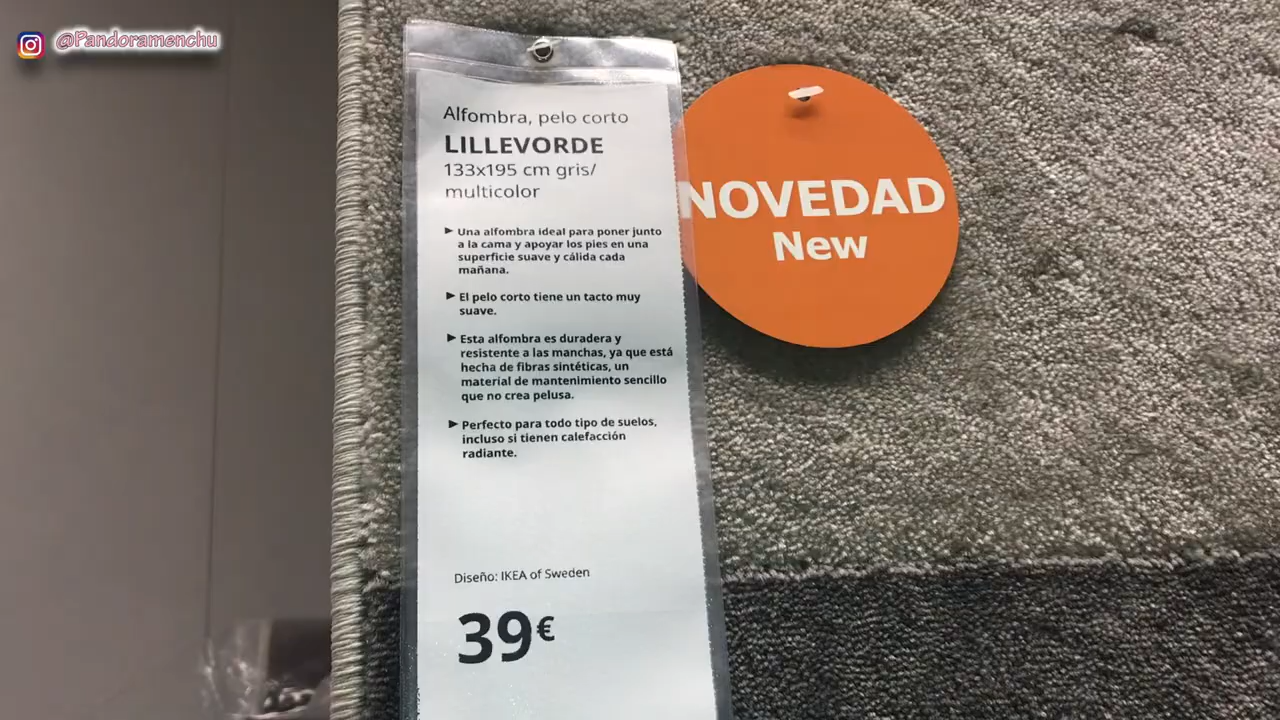 @Pandoramenchu
Alfombra, pelo corto
LILLEVORDE
133x195 cm gris/
multicolor
► Una alfombra ideal para poner junto
a la cama y apoyar los pies en una
superficie suave y cálida cada
mañana.
► El pelo corto tiene un tacto muy
suave.
► Esta alfombra es duradera y
resistente a las manchas, ya que está
hecha de fibras sintéticas, un
material de mantenimiento sencillo
que no crea pelusa.
► Perfecto para todo tipo de suelos,
incluso si tienen calefacción
radiante.
Diseño: IKEA of Sweden
39€
NOVEDAD
New